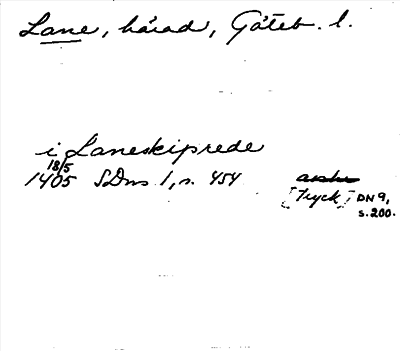 Lane, härad, Göteb. l.
i Laneskiprede
18/5
1405 SDns 1, n. 454
[Tryck] DN 9,
s. 200.